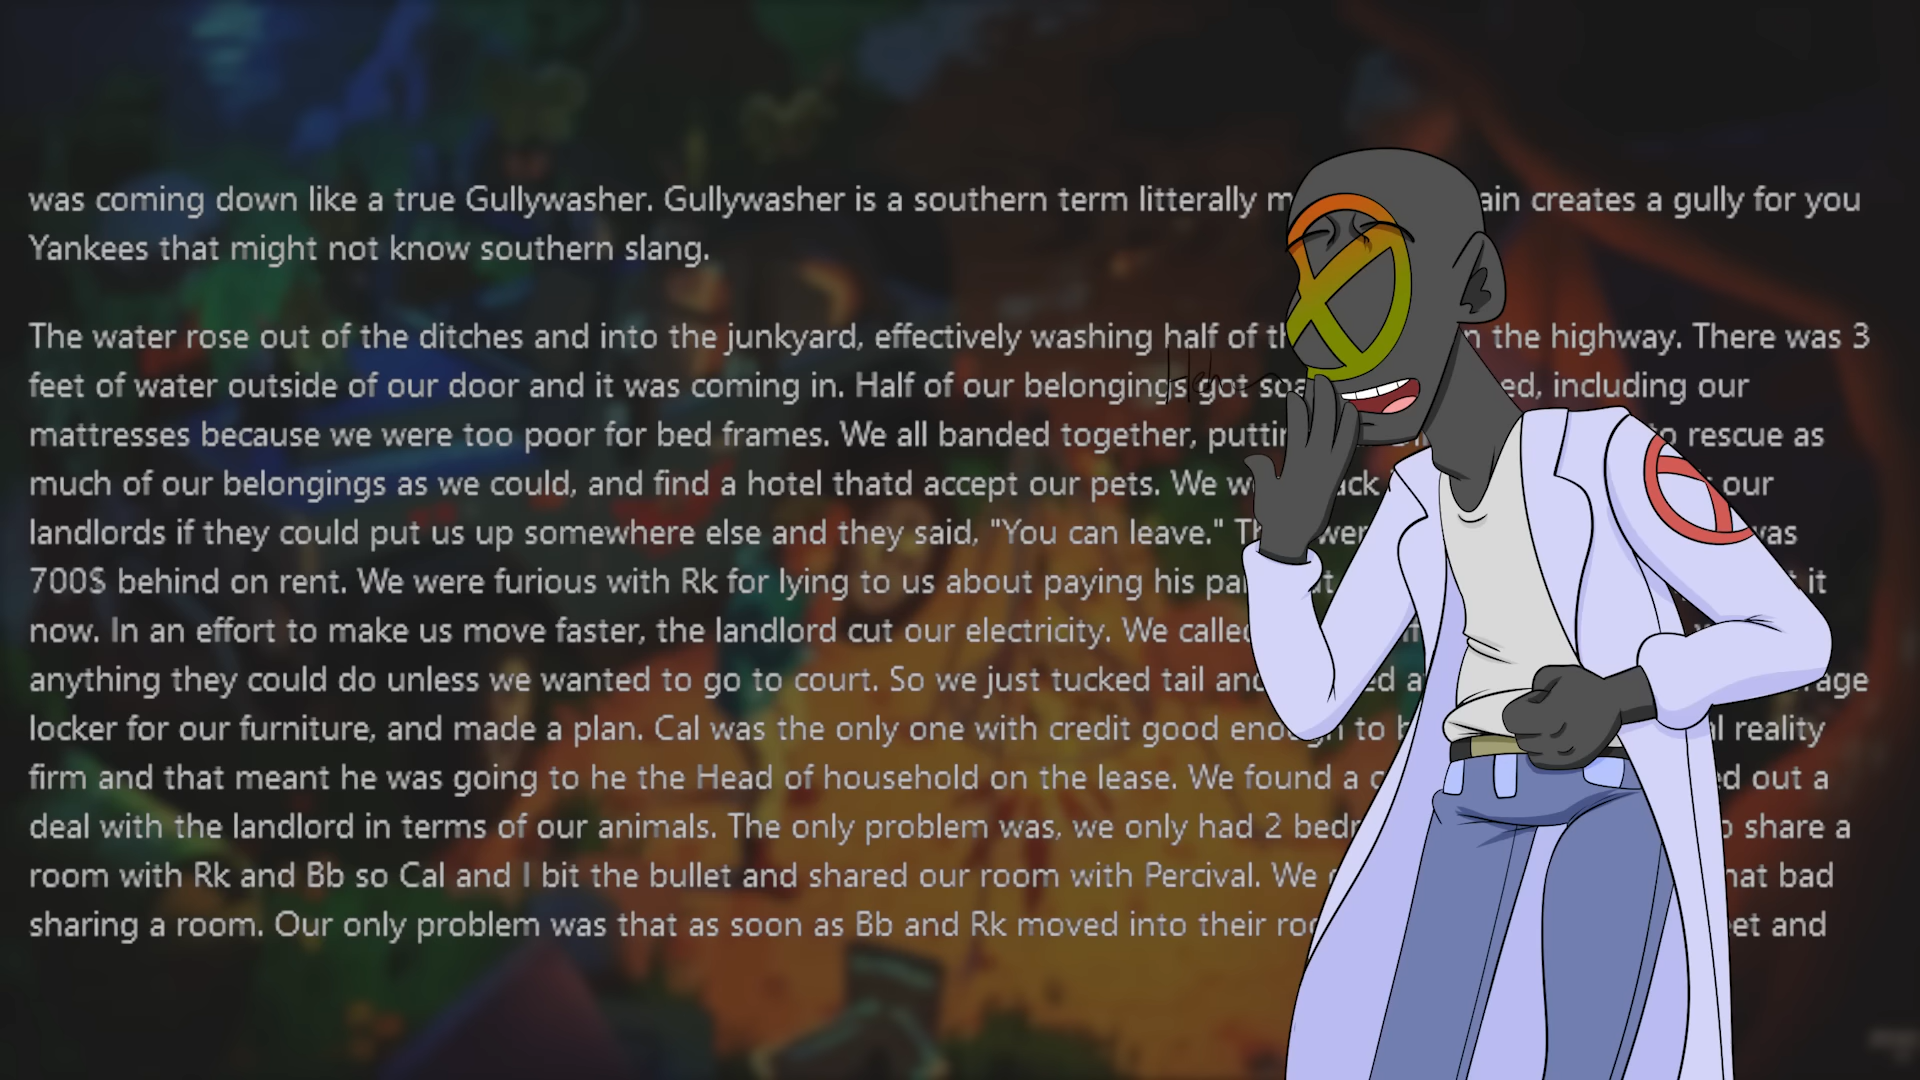 was coming down like a true Gullywasher. Gullywasher is a southern term litterally creates a gully for you
Yankees that might not know southern slang.
The water rose out of the ditches and into the junkyard, effectively washing half of the highway. There was 3
feet of water outside of our door and it was coming in. Half of our belongings got including our
mattresses because we were too poor for bed frames. We all banded together, to rescue as
much of our belongings as we could, and find a hotel thatd accept our pets. We our
landlords if they could put us up somewhere else and they said, "You can leave." was
700$ behind on rent. We were furious with Rk for lying to us about paying his it
now. In an effort to make us move faster, the landlord cut our electricity. We
anything they could do unless we wanted to go to court. So we just tucked tail
locker for our furniture, and made a plan. Cal was the only one with credit good enough to reality
firm and that meant he was going to he the Head of household on the lease. We found a out a
deal with the landlord in terms of our animals. The only problem was, we only had 2 share a
room with Rk and Bb so Cal and I bit the bullet and shared our room with Percival. We bad
sharing a room. Our only problem was that as soon as Bb and Rk moved into their and